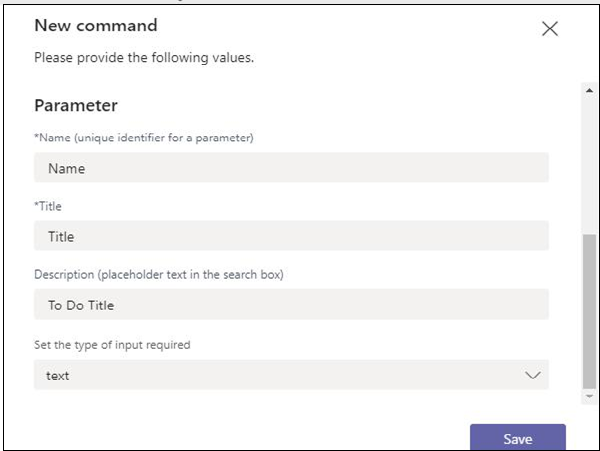 New command
Please provide the following values.
Parameter
*Name (unique identifier for a parameter)
Name
*Title
Title
Description (placeholder text in the search box)
To Do Title
Set the type of input required
text
Save